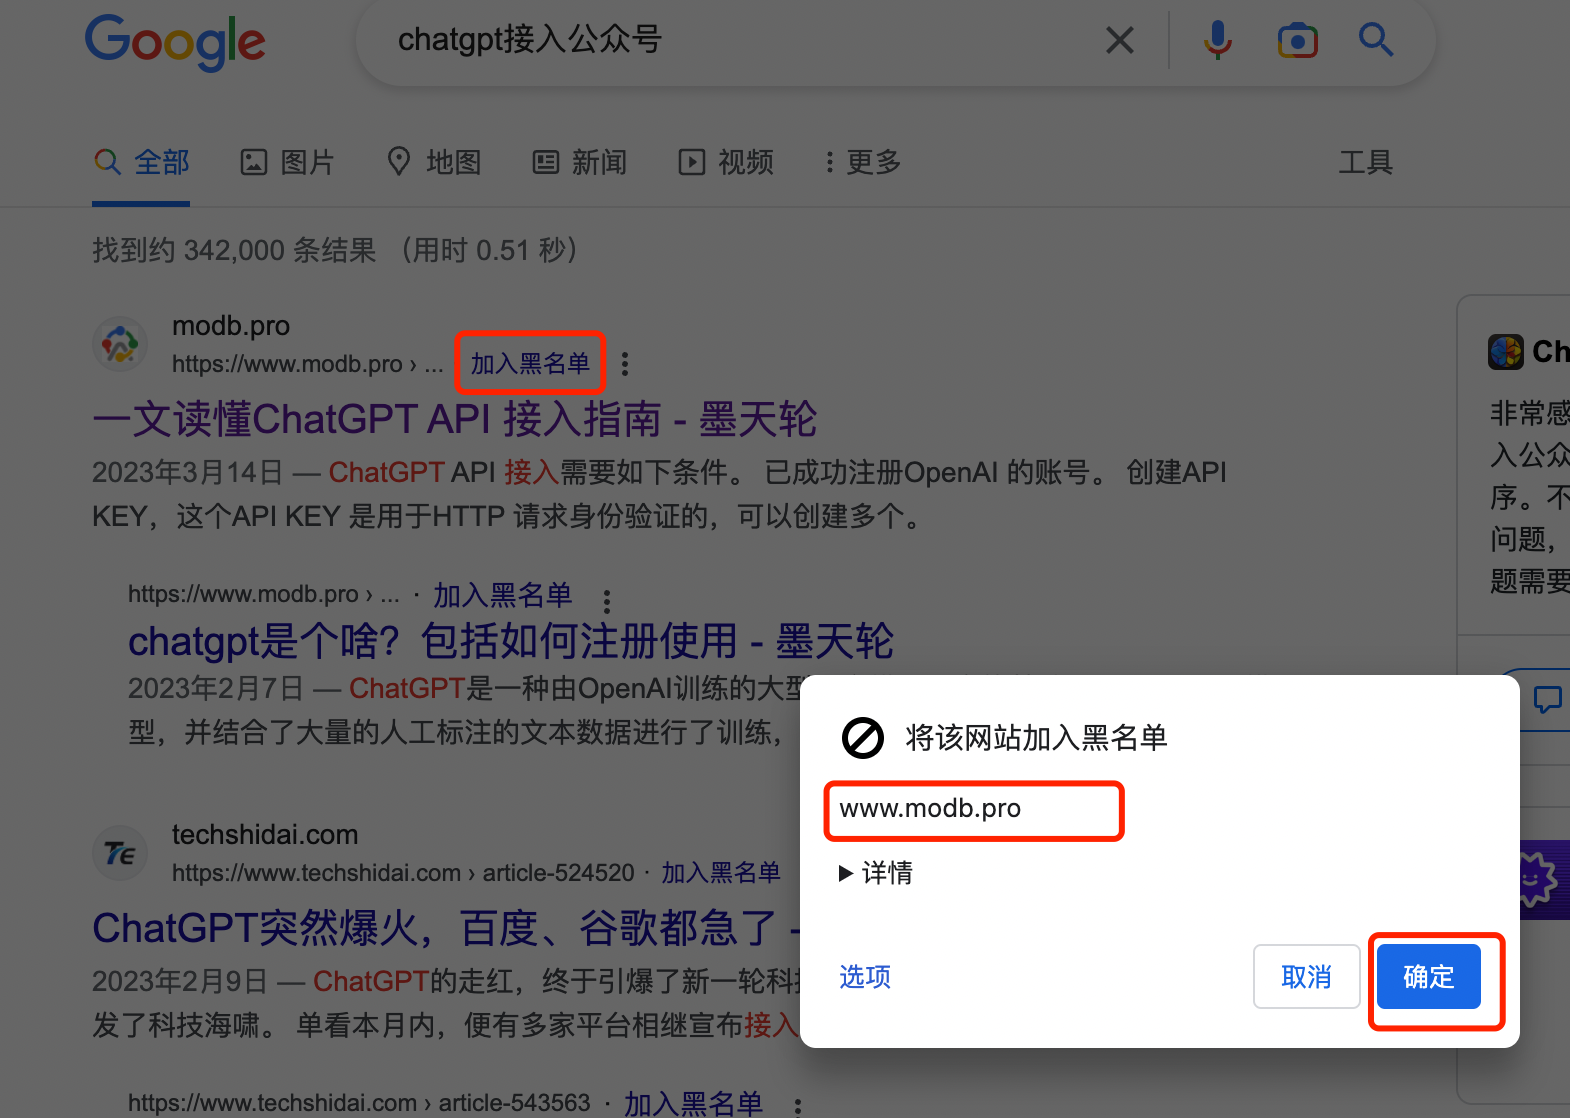 Google
chatgpt接入公众号
全部 图片 地图 新闻 视频 更多 工具
找到约 342,000 条结果 （用时 0.51 秒）
modb.pro
https://www.modb.pro › ... 加入黑名单
一文读懂ChatGPT API 接入指南 - 墨天轮
2023年3月14日 — ChatGPT API 接入需要如下条件。 已成功注册OpenAI 的账号。 创建API
KEY，这个API KEY 是用于HTTP 请求身份验证的，可以创建多个。
https://www.modb.pro › ... · 加入黑名单
chatgpt是个啥？包括如何注册使用 - 墨天轮
2023年2月7日 — ChatGPT是一种由OpenAI训练的大型
型，并结合了大量的人工标注的文本数据进行了训练，
techshidai.com
https://www.techshidai.com › article-524520 · 加入黑名单
ChatGPT突然爆火，百度、谷歌都急了 -
2023年2月9日 — ChatGPT的走红，终于引爆了新一轮科技
发了科技海啸。 单看本月内，便有多家平台相继宣布接入
https://www.techshidai.com › article-543563 · 加入黑名单
Ch
非常感
入公众
序。不
问题，
题需要
将该网站加入黑名单
www.modb.pro
详情
选项 取消 确定